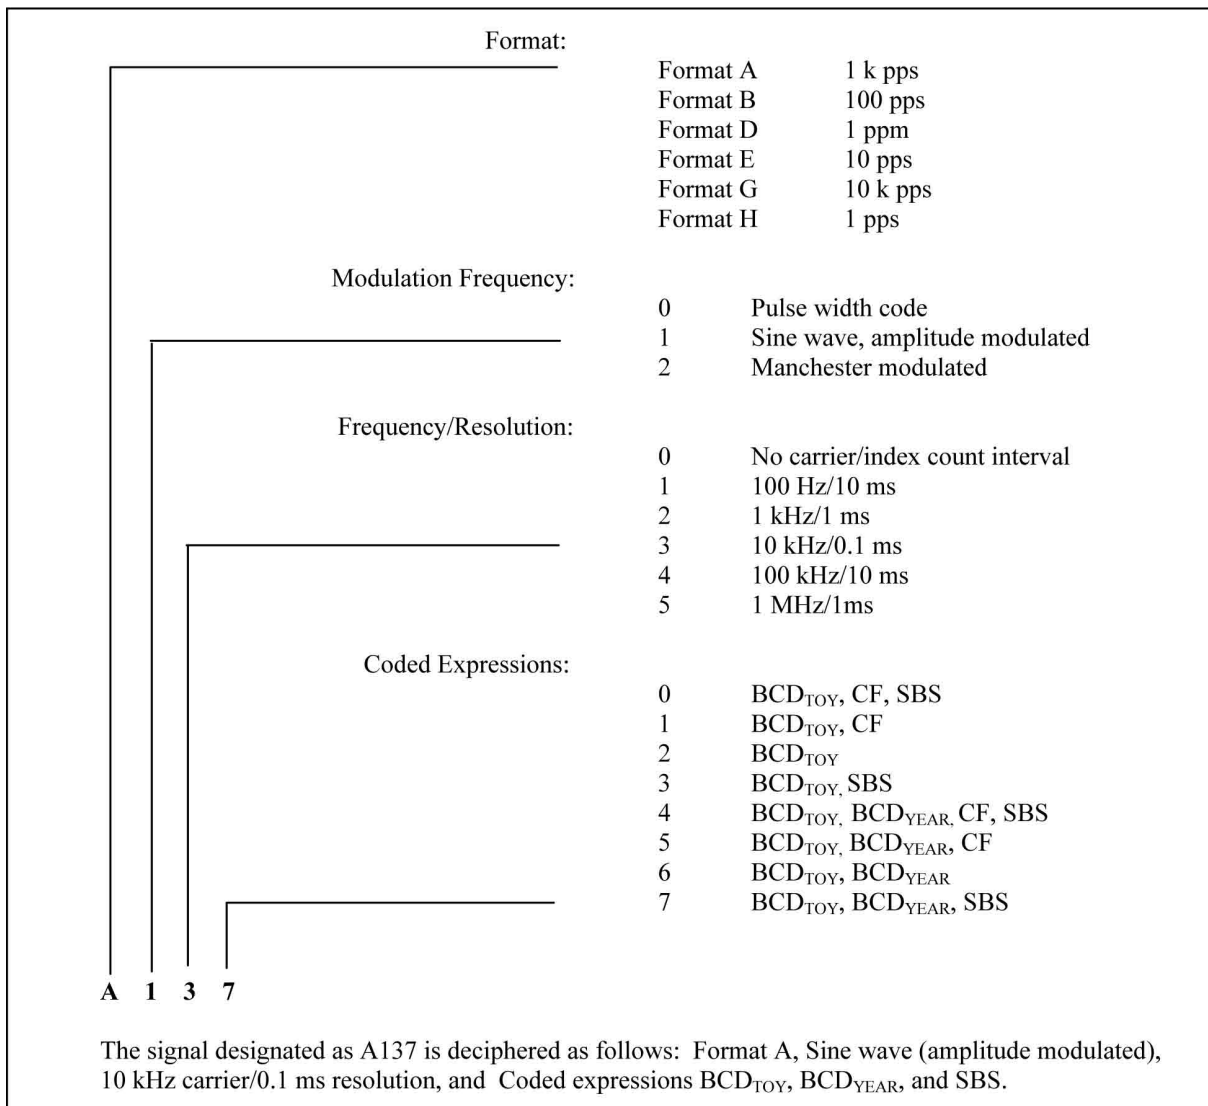 Format:
Format A 1 k pps
Format B 100 pps
Format D 1 ppm
Format E 10 pps
Format G 10 k pps
Format H 1 pps
Modulation Frequency:
0 Pulse width code
1 Sine wave, amplitude modulated
2 Manchester modulated
Frequency/Resolution:
0 No carrier/index count interval
1 100 Hz/10 ms
2 1 kHz/1 ms
3 10 kHz/0.1 ms
4 100 kHz/10 ms
5 1 MHz/1ms
Coded Expressions:
0 BCDTOY, CF, SBS
1 BCDTOY, CF
2 BCDTOY
3 BCDTOY, SBS
4 BCDTOY, BCDYEAR, CF, SBS
5 BCDTOY, BCDYEAR, CF
6 BCDTOY, BCDYEAR
7 BCDTOY, BCDYEAR, SBS
A 1 3 7
The signal designated as A137 is deciphered as follows: Format A, Sine wave (amplitude modulated),
10 kHz carrier/0.1 ms resolution, and Coded expressions BCDTOY, BCDYEAR, and SBS.